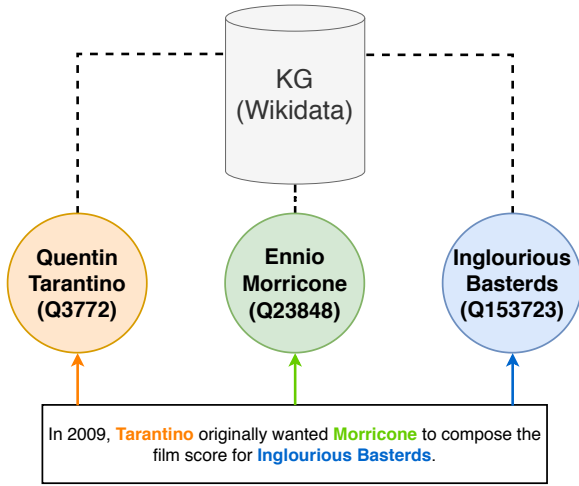 KG
(Wikidata)
Quentin
Tarantino
(Q3772)
Ennio
Morricone
(Q23848)
Inglourious
Basterds
(Q153723)
In 2009, Tarantino originally wanted Morricone to compose the
film score for Inglourious Basterds.